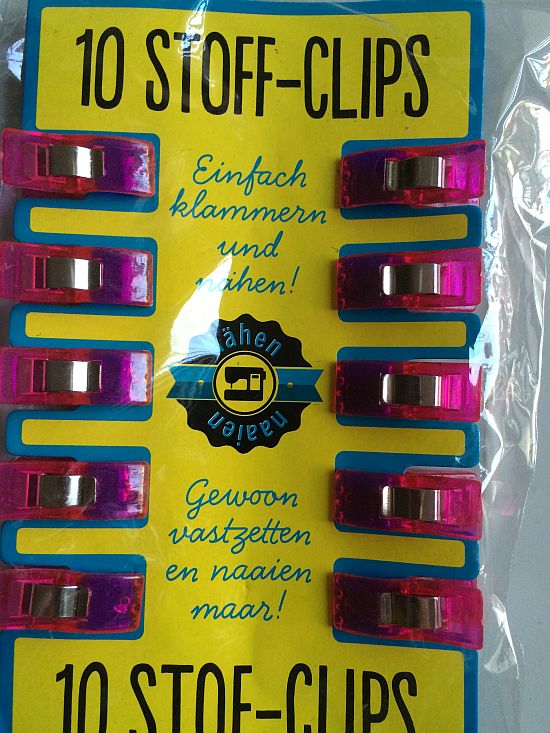 10 STOFF-CLIPS
Einfach
klammern
und
nähen!
nähen
naaien
Gewoon
vastzetten
en naaien
maar!
10 STOF-CLIPS